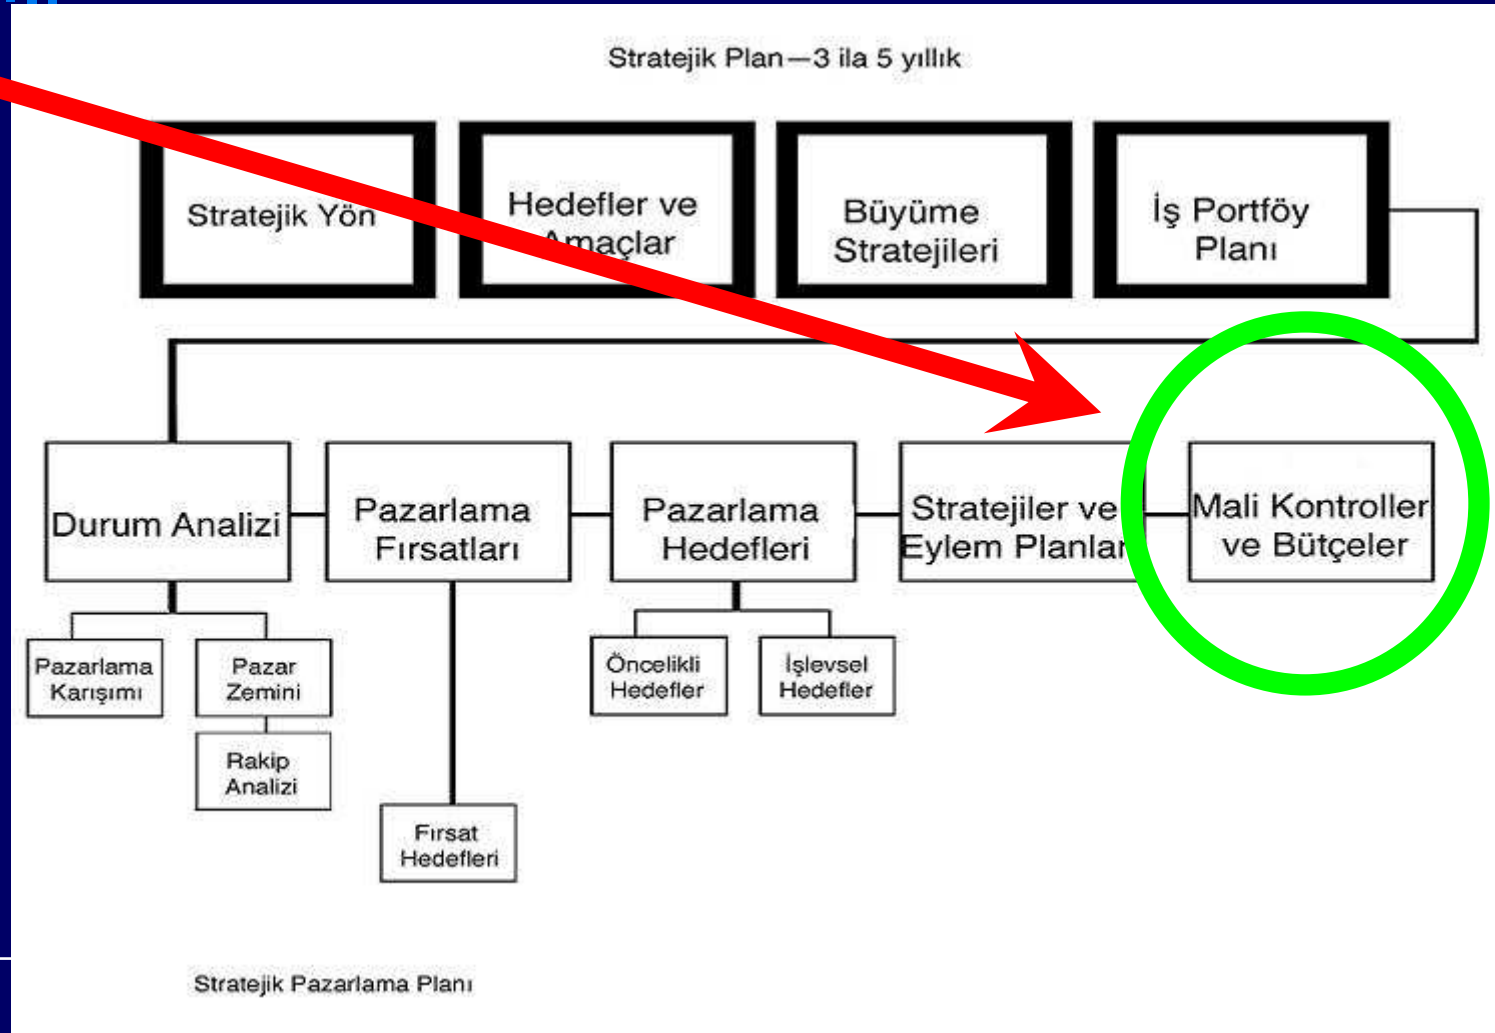 Stratejik Plan—3 ila 5 yıllık
Stratejik Yön
Hedefler ve
Amaçlar
Büyüme
Stratejileri
İş Portföy
Planı
Durum Analizi
Pazarlama
Fırsatları
Pazarlama
Hedefleri
Stratejiler ve
Eylem Planları
Mali Kontroller
ve Bütçeler
Pazarlama
Karışımı
Pazar
Zemini
Rakip
Analizi
Fırsat
Hedefleri
Öncelikli
Hedefler
İşlevsel
Hedefler
Stratejik Pazarlama Planı